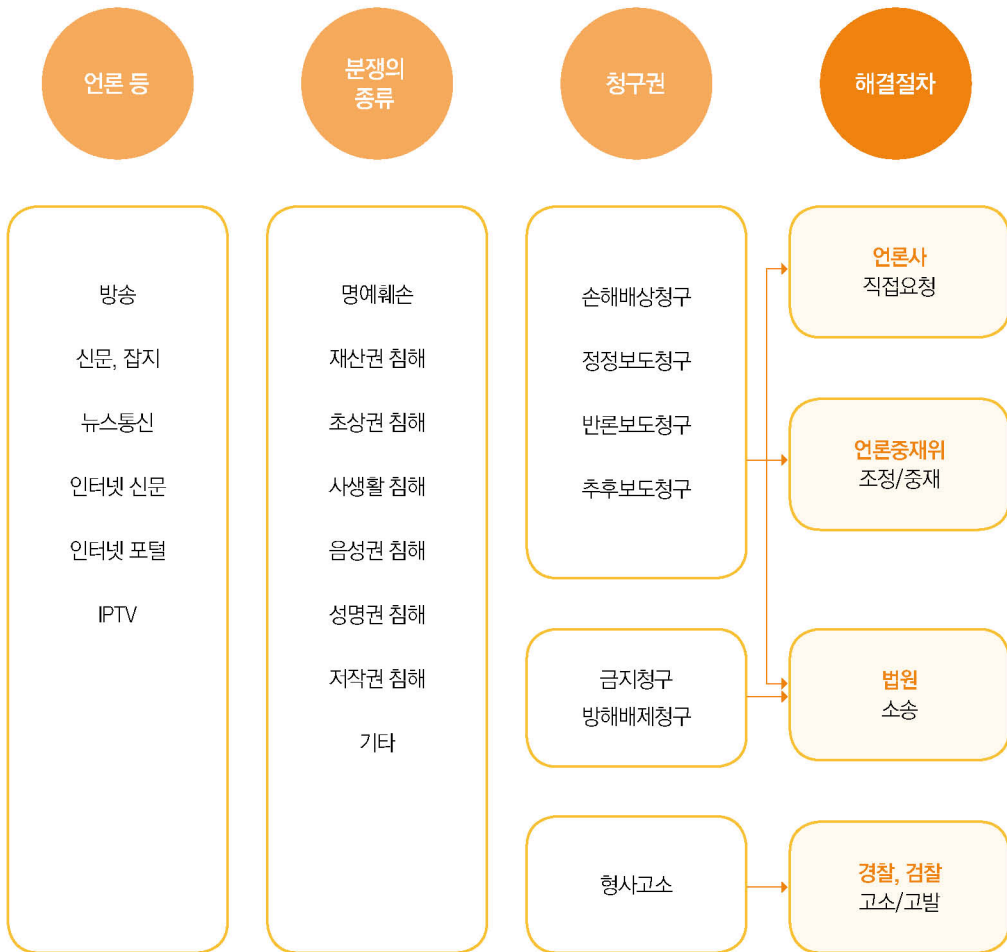 언론 등
분쟁의
종류
청구권
해결절차
방송
신문, 잡지
뉴스통신
인터넷 신문
인터넷 포털
IPTV
명예훼손
재산권 침해
초상권 침해
사생활 침해
음성권 침해
성명권 침해
저작권 침해
기타
손해배상청구
정정보도청구
반론보도청구
추후보도청구
금지청구
방해배제청구
형사고소
언론사
직접요청
언론중재위
조정/중재
법원
소송
경찰, 검찰
고소/고발